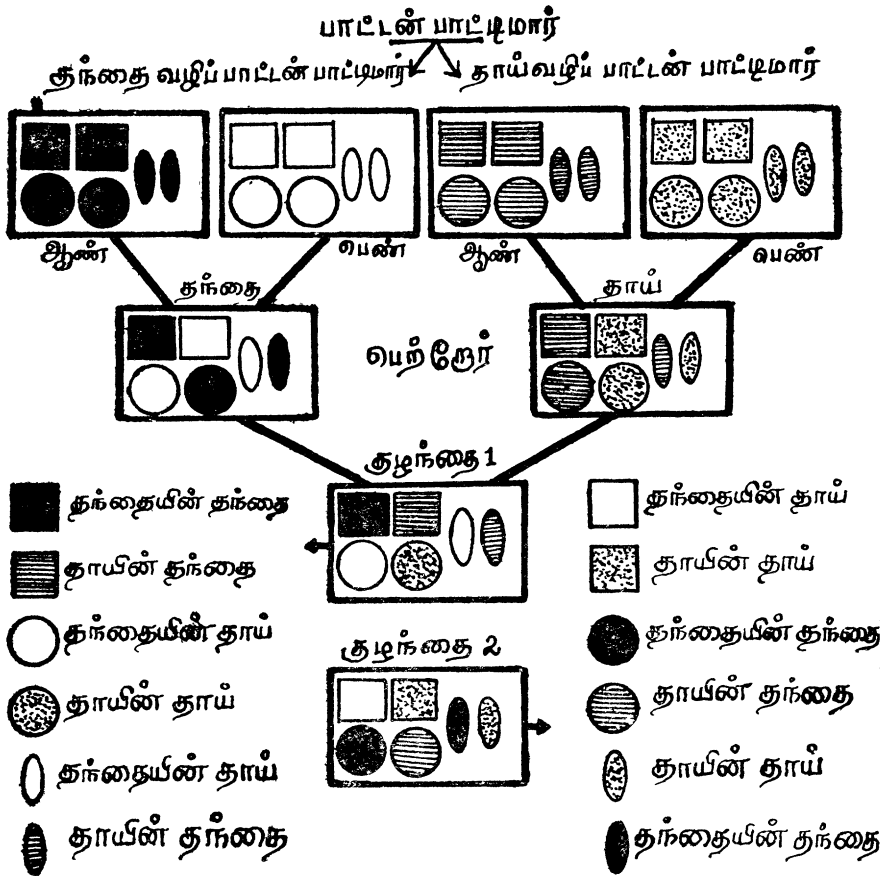 பாட்டன் பாட்டிமார்
தந்தை வழிப் பாட்டன் பாட்டிமார் தாய்வழிப் பாட்டன் பாட்டிமார்
ஆண் பெண் ஆண் பெண்
தந்தை தாய்
பெற்றோர்
குழந்தை 1
தந்தையின் தந்தை
தாயின் தந்தை
தந்தையின் தாய்
தாயின் தாய்
தந்தையின் தாய்
தாயின் தந்தை
குழந்தை 2
தந்தையின் தாய்
தாயின் தாய்
தந்தையின் தந்தை
தாயின் தந்தை
தாயின் தாய்
தந்தையின் தந்தை